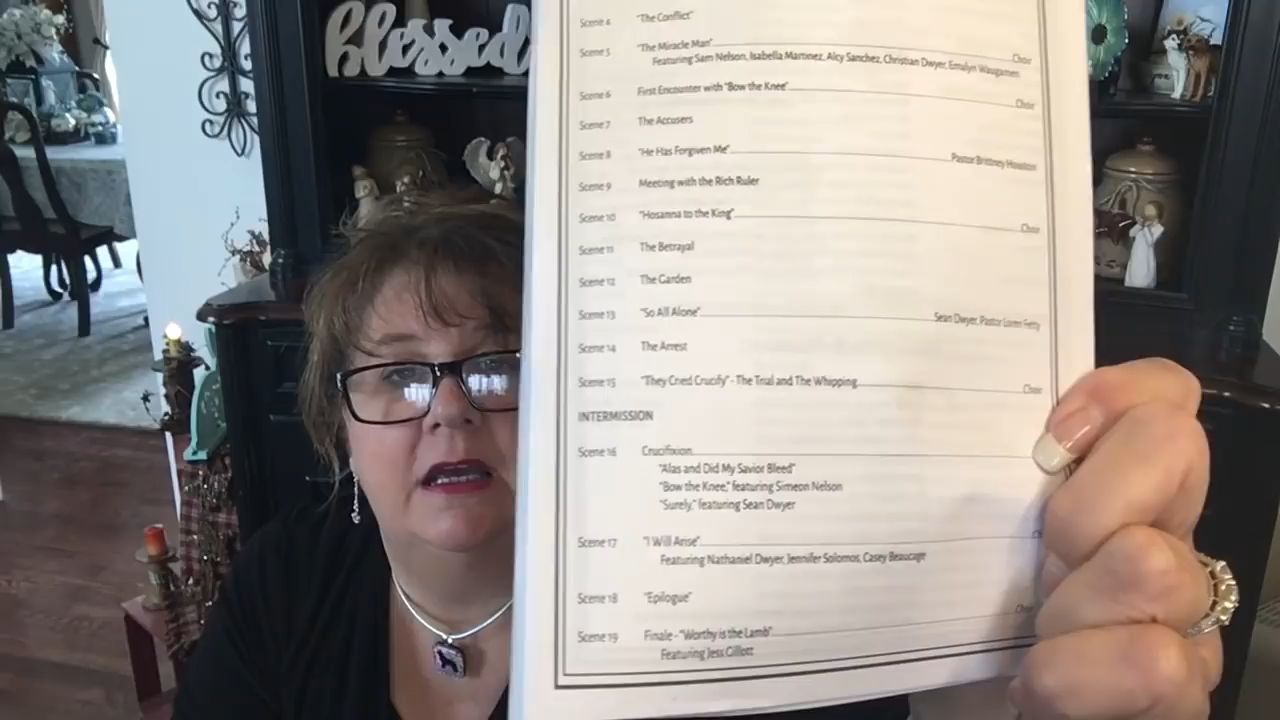 blessed
Scene 4 "The Conflict"
Scene 5 "The Miracle Man" Choir
Featuring Sam Nelson, Isabella Martinez, Alcy Sanchez, Christian Dwyer, Emalyn Waugamen
Scene 6 First Encounter with "Bow the Knee" Choir
Scene 7 The Accusers
Scene 8 "He Has Forgiven Me" Pastor Brittney Houston
Scene 9 Meeting with the Rich Ruler
Scene 10 "Hosanna to the King" Choir
Scene 11 The Betrayal
Scene 12 The Garden
Scene 13 "So All Alone" Sean Dwyer, Pastor Loren Fetty
Scene 14 The Arrest
Scene 15 "They Cried Crucify" - The Trial and The Whipping Choir
INTERMISSION
Scene 16 Crucifixion
"Alas and Did My Savior Bleed"
"Bow the Knee," featuring Simeon Nelson
"Surely," featuring Sean Dwyer
Scene 17 "I Will Arise"
Featuring Nathaniel Dwyer, Jennifer Solomos, Casey Beaucage
Scene 18 "Epilogue"
Scene 19 Finale - "Worthy is the Lamb"
Featuring Jess Gillott